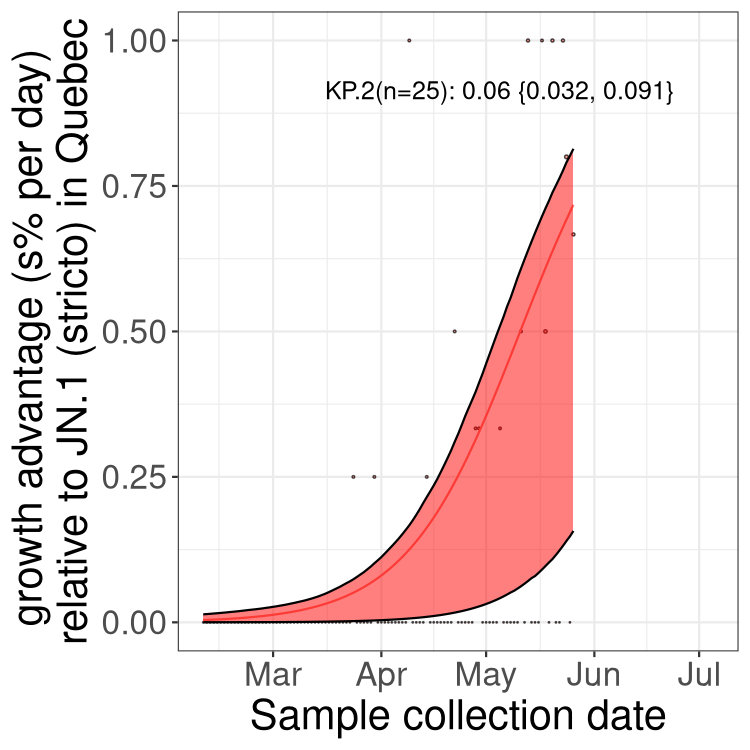 growth advantage (s% per day)
relative to JN.1 (stricto) in Quebec
1.00
0.75
0.50
0.25
0.00
KP.2(n=25): 0.06 {0.032, 0.091}
Mar Apr May Jun Jul
Sample collection date